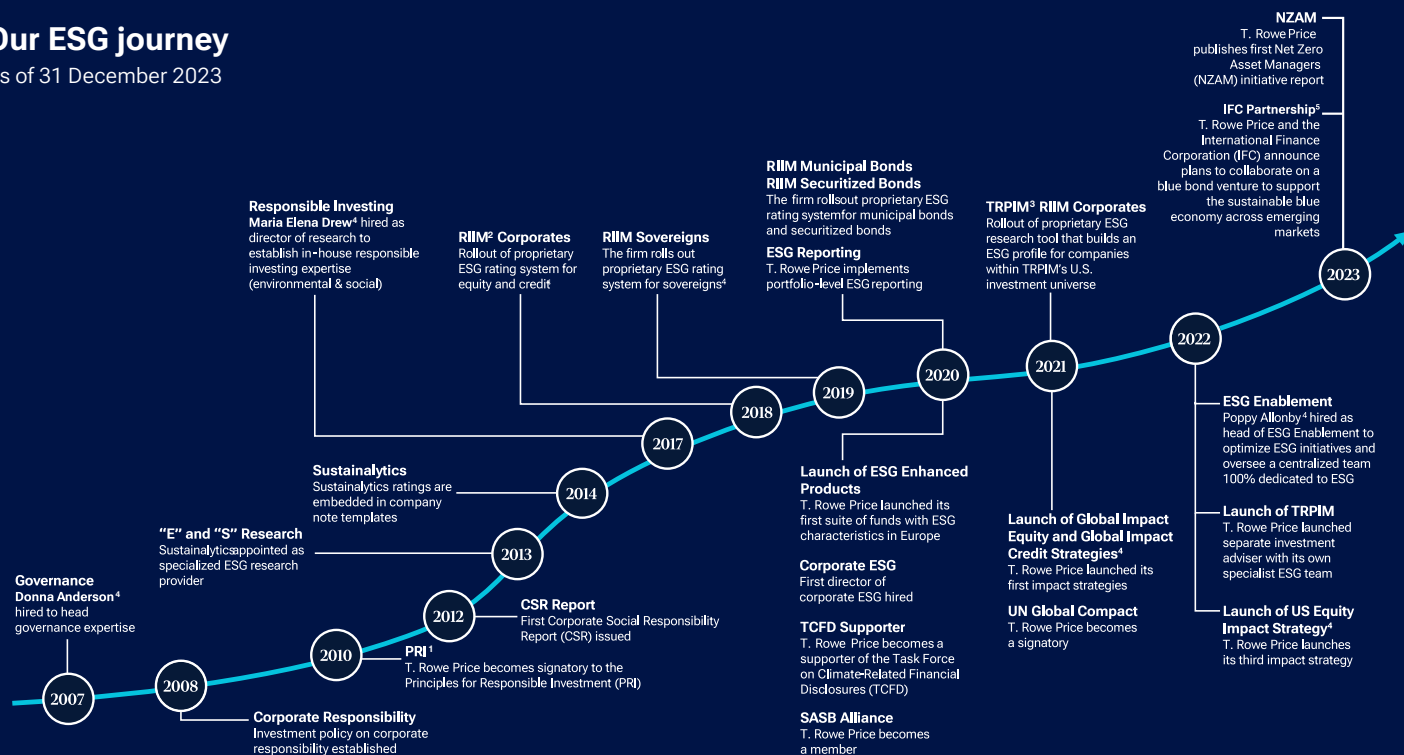 Our ESG journey
s of 31 December 2023
NZAM
T. Rowe Price
publishes first Net Zero
Asset Managers
(NZAM) initiative report
IFC Partnership⁵
T. Rowe Price and the
International Finance
Corporation (IFC) announce
plans to collaborate on a
blue bond venture to support
the sustainable blue
economy across emerging
markets
Responsible Investing
Maria Elena Drew⁴ hired as
director of research to
establish in-house responsible
investing expertise
(environmental & social)
RIIM² Corporates
Rollout of proprietary
ESG rating system for
equity and credit
RIIM Sovereigns
The firm rolls out
proprietary ESG rating
system for sovereigns⁴
RIIM Municipal Bonds
RIIM Securitized Bonds
The firm rollsout proprietary ESG
rating systemfor municipal bonds
and securitized bonds
ESG Reporting
T. Rowe Price implements
portfolio-level ESG reporting
TRPIM³ RIIM Corporates
Rollout of proprietary ESG
research tool that builds an
ESG profile for companies
within TRPIM's U.S.
investment universe
2023
2022
2021
2020
2019
2018
2017
2014
2013
2012
2010
2008
2007
Sustainalytics
Sustainalytics ratings are
embedded in company
note templates
"E" and "S" Research
Sustainalyticsappointed as
specialized ESG research
provider
Governance
Donna Anderson⁴
hired to head
governance expertise
CSR Report
First Corporate Social Responsibility
Report (CSR) issued
PRI¹
T. Rowe Price becomes signatory to the
Principles for Responsible Investment (PRI)
Corporate Responsibility
Investment policy on corporate
responsibility established
Launch of ESG Enhanced
Products
T. Rowe Price launched its
first suite of funds with ESG
characteristics in Europe
Corporate ESG
First director of
corporate ESG hired
TCFD Supporter
T. Rowe Price becomes a
supporter of the Task Force
on Climate-Related Financial
Disclosures (TCFD)
SASB Alliance
T. Rowe Price becomes
a member
Launch of Global Impact
Equity and Global Impact
Credit Strategies⁴
T. Rowe Price launched its
first impact strategies
UN Global Compact
T. Rowe Price becomes
a signatory
ESG Enablement
Poppy Allonby⁴ hired as
head of ESG Enablement to
optimize ESG initiatives and
oversee a centralized team
100% dedicated to ESG
Launch of TRPIM
T. Rowe Price launched
separate investment
adviser with its own
specialist ESG team
Launch of US Equity
Impact Strategy⁴
T. Rowe Price launches
its third impact strategy